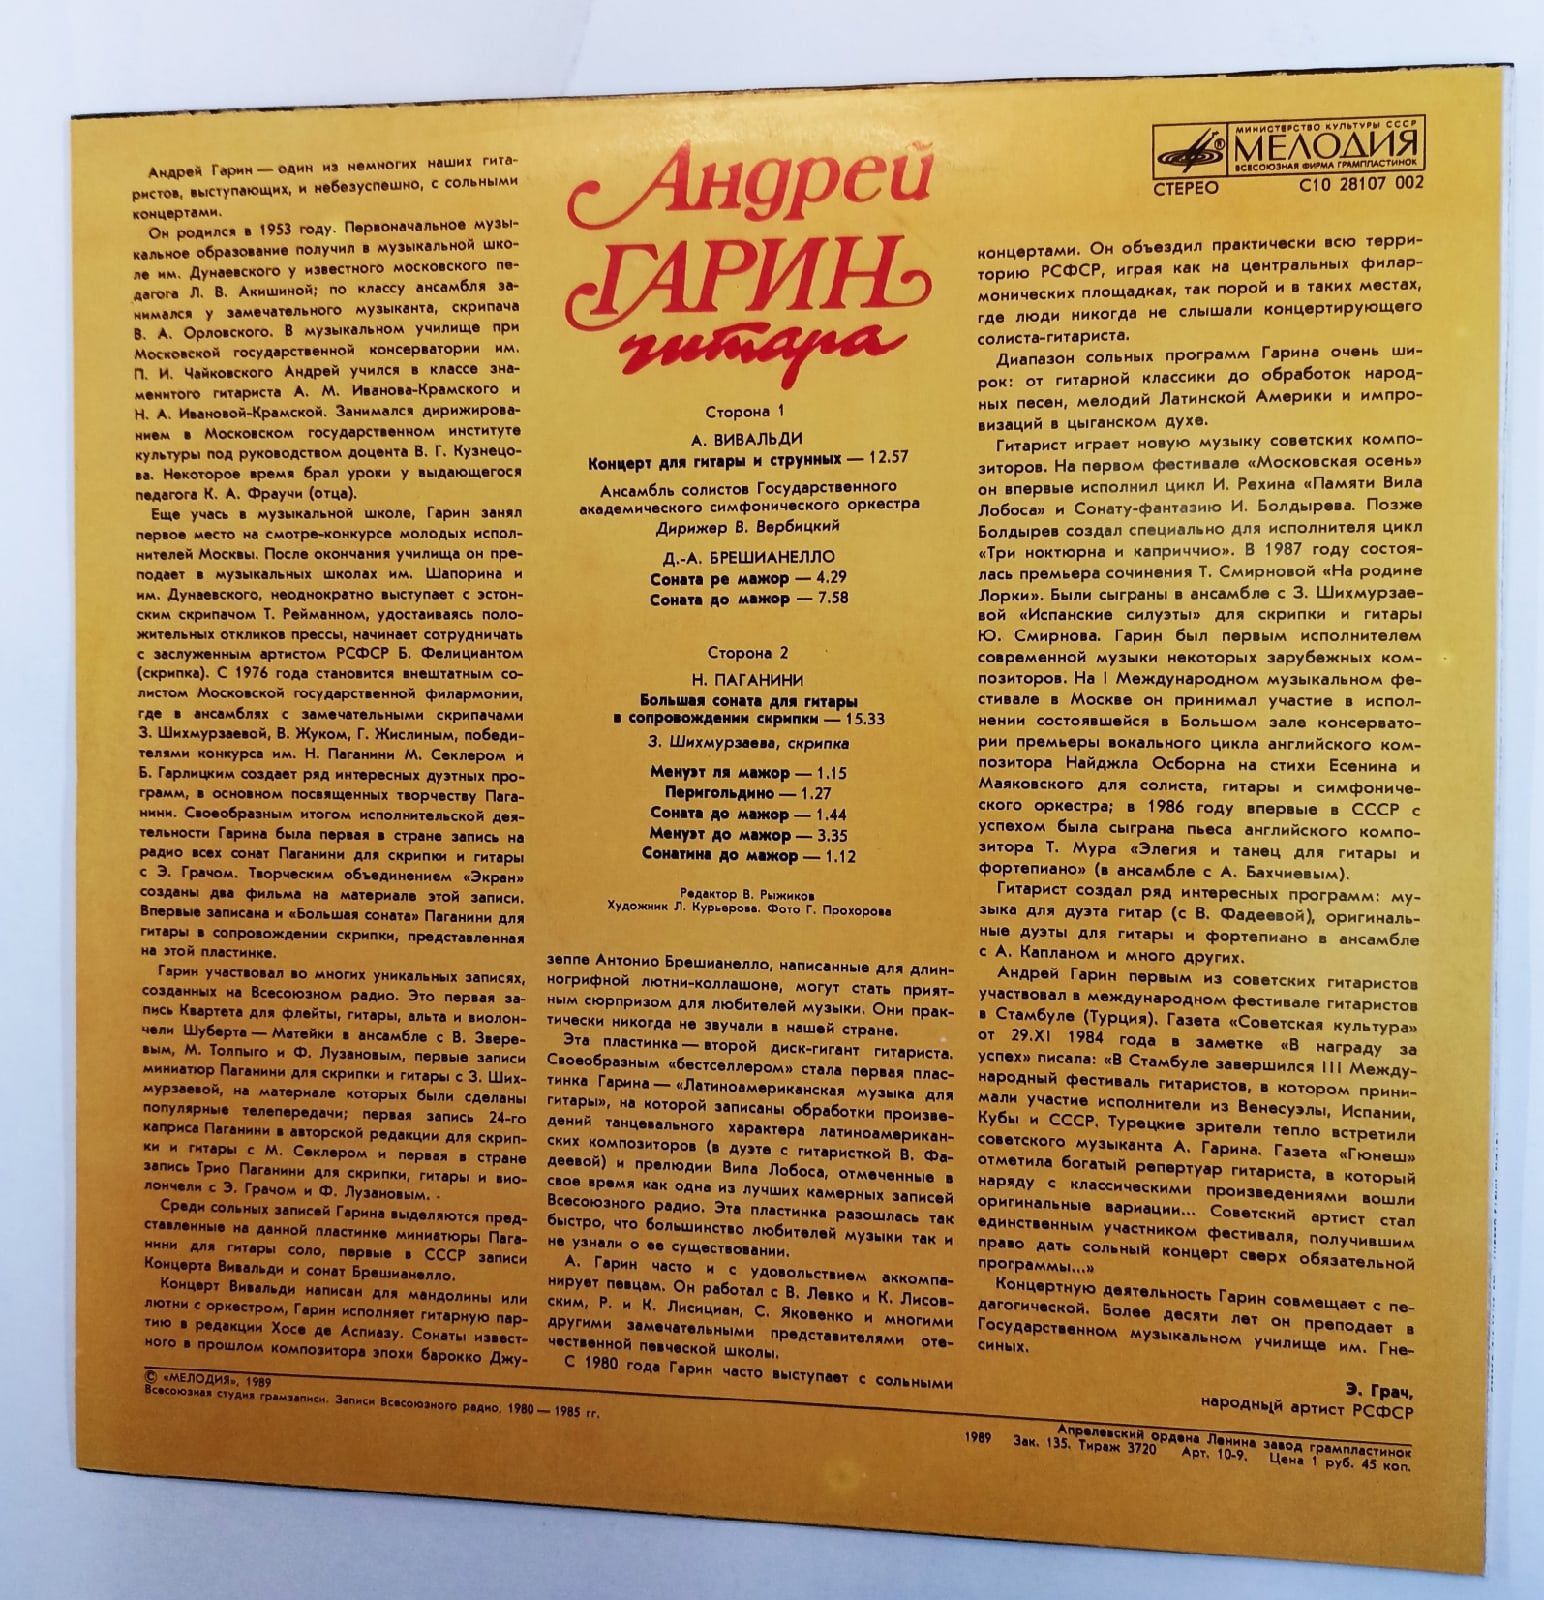 Андрей Гарин — один из немногих наших гита-
ристов, выступающих, и небезуспешно, с сольными
концертами.
Он родился в 1953 году. Первоначальное музы-
кальное образование получил в музыкальной шко-
ле им. Дунаевского у известного московского пе-
дагога Л. В. Акишиной; по классу ансамбля за-
нимался у замечательного музыканта, скрипача
В. А. Орловского. В музыкальном училище при
Московской государственной консерватории им.
П. И. Чайковского Андрей учился в классе зна-
менитого гитариста А. М. Иванова-Крамского и
Н. А. Ивановой-Крамской. Занимался дирижирова-
нием в Московском государственном институте
культуры под руководством доцента В. Г. Кузнецо-
ва. Некоторое время брал уроки у выдающегося
педагога К. А. Фраучи (отца).
Еще учась в музыкальной школе, Гарин занял
первое место на смотре-конкурсе молодых испол-
нителей Москвы. После окончания училища он пре-
подает в музыкальных школах им. Шапорина и
им. Дунаевского, неоднократно выступает с эстон-
ским скрипачом Т. Рейманном, удостаиваясь поло-
жительных откликов прессы, начинает сотрудничать
с заслуженным артистом РСФСР Б. Фелициантом
(скрипка). С 1976 года становится внештатным со-
листом Московской государственной филармонии,
где в ансамблях с замечательными скрипачами
З. Шихмурзаевой, В. Жуком, Г. Жислиным, победи-
телями конкурса им. Н. Паганини М. Секлером и
Б. Гарлицким создает ряд интересных дуэтных про-
грамм, в основном посвященных творчеству Пага-
нини. Своеобразным итогом исполнительской дея-
тельности Гарина была первая в стране запись на
радио всех сонат Паганини для скрипки и гитары
с Э. Грачом. Творческим объединением «Экран»
созданы два фильма на материале этой записи.
Впервые записана и «Большая соната» Паганини для
гитары в сопровождении скрипки, представленная
на этой пластинке.
Гарин участвовал во многих уникальных записях,
созданных на Всесоюзном радио. Это первая за-
пись Квартета для флейты, гитары, альта и виолон-
чели Шуберта — Матейки в ансамбле с В. Звере-
вым, М. Толпыго и Ф. Лузановым, первые записи
миниатюр Паганини для скрипки и гитары с З. Ших-
мурзаевой, на материале которых были сделаны
популярные телепередачи; первая запись 24-го
каприса Паганини в авторской редакции для скрип-
ки и гитары с М. Секлером и первая в стране
запись Трио Паганини для скрипки, гитары и вио-
лончели с Э. Грачом и Ф. Лузановым.
Среди сольных записей Гарина выделяются пред-
ставленные на данной пластинке миниатюры Пага-
нини для гитары соло, первые в СССР записи
Концерта Вивальди и сонат Брешианелло.
Концерт Вивальди написан для мандолины или
лютни с оркестром, Гарин исполняет гитарную пар-
тию в редакции Хосе де Аспиазу. Сонаты извест-
ного в прошлом композитора эпохи барокко Джу-
Андрей
ГАРИН
гитара
Сторона 1
А. ВИВАЛЬДИ
Концерт для гитары и струнных — 12.57
Ансамбль солистов Государственного
академического симфонического оркестра
Дирижер В. Вербицкий
Д.-А. БРЕШИАНЕЛЛО
Соната ре мажор — 4.29
Соната до мажор — 7.58
Сторона 2
Н. ПАГАНИНИ
Большая соната для гитары
в сопровождении скрипки — 15.33
З. Шихмурзаева, скрипка
Менуэт ля мажор — 1.15
Перигольдино — 1.27
Соната до мажор — 1.44
Менуэт до мажор — 3.35
Сонатина до мажор — 1.12
Редактор В. Рыжиков
Художник Л. Курьерова. Фото Г. Прохорова
зеппе Антонио Брешианелло, написанные для длин-
ногрифной лютни-коллашоне, могут стать прият-
ным сюрпризом для любителей музыки. Они прак-
тически никогда не звучали в нашей стране.
Эта пластинка — второй диск-гигант гитариста.
Своеобразным «бестселлером» стала первая плас-
тинка Гарина — «Латиноамериканская музыка для
гитары», на которой записаны обработки произве-
дений танцевального характера латиноамерикан-
ских композиторов (в дуэте с гитаристкой В. Фа-
деевой) и прелюдии Вила Лобоса, отмеченные в
свое время как одна из лучших камерных записей
Всесоюзного радио. Эта пластинка разошлась так
быстро, что большинство любителей музыки так и
не узнали о ее существовании.
А. Гарин часто и с удовольствием аккомпа-
нирует певцам. Он работал с В. Левко и К. Лисов-
ским, Р. и К. Лисициан, С. Яковенко и многими
другими замечательными представителями оте-
чественной певческой школы.
С 1980 года Гарин часто выступает с сольными
МИНИСТЕРСТВО КУЛЬТУРЫ СССР
МЕЛОДИЯ
ВСЕСОЮЗНАЯ ФИРМА ГРАМПЛАСТИНОК
СТЕРЕО С10 28107 002
концертами. Он объездил практически всю терри-
торию РСФСР, играя как на центральных филар-
монических площадках, так порой и в таких местах,
где люди никогда не слышали концертирующего
солиста-гитариста.
Диапазон сольных программ Гарина очень ши-
рок: от гитарной классики до обработок народ-
ных песен, мелодий Латинской Америки и импро-
визаций в цыганском духе.
Гитарист играет новую музыку советских компо-
зиторов. На первом фестивале «Московская осень»
он впервые исполнил цикл И. Рехина «Памяти Вила
Лобоса» и Сонату-фантазию И. Болдырева. Позже
Болдырев создал специально для исполнителя цикл
«Три ноктюрна и каприччио». В 1987 году состоя-
лась премьера сочинения Т. Смирновой «На родине
Лорки». Были сыграны в ансамбле с З. Шихмурзае-
вой «Испанские силуэты» для скрипки и гитары
Ю. Смирнова. Гарин был первым исполнителем
современной музыки некоторых зарубежных ком-
позиторов. На I Международном музыкальном фе-
стивале в Москве он принимал участие в испол-
нении состоявшейся в Большом зале консервато-
рии премьеры вокального цикла английского ком-
позитора Найджла Осборна на стихи Есенина и
Маяковского для солиста, гитары и симфониче-
ского оркестра; в 1986 году впервые в СССР с
успехом была сыграна пьеса английского компо-
зитора Т. Мура «Элегия и танец для гитары и
фортепиано» (в ансамбле с А. Бахчиевым).
Гитарист создал ряд интересных программ: му-
зыка для дуэта гитар (с В. Фадеевой), оригиналь-
ные дуэты для гитары и фортепиано в ансамбле
с А. Капланом и много других.
Андрей Гарин первым из советских гитаристов
участвовал в международном фестивале гитаристов
в Стамбуле (Турция). Газета «Советская культура»
от 29.XI 1984 года в заметке «В награду за
успех» писала: «В Стамбуле завершился III Между-
народный фестиваль гитаристов, в котором прини-
мали участие исполнители из Венесуэлы, Испании,
Кубы и СССР. Турецкие зрители тепло встретили
советского музыканта А. Гарина. Газета «Гюнеш»
отметила богатый репертуар гитариста, в который
наряду с классическими произведениями вошли
оригинальные вариации... Советский артист стал
единственным участником фестиваля, получившим
право дать сольный концерт сверх обязательной
программы...»
Концертную деятельность Гарин совмещает с пе-
дагогической. Более десяти лет он преподает в
Государственном музыкальном училище им. Гне-
синых.
Э. Грач,
народный артист РСФСР
© «МЕЛОДИЯ», 1989
Всесоюзная студия грамзаписи. Записи Всесоюзного радио, 1980 — 1985 гг.
Апрелевский ордена Ленина завод грампластинок
1989 Зак. 135. Тираж 3720 Арт. 10-9. Цена 1 руб. 45 коп.